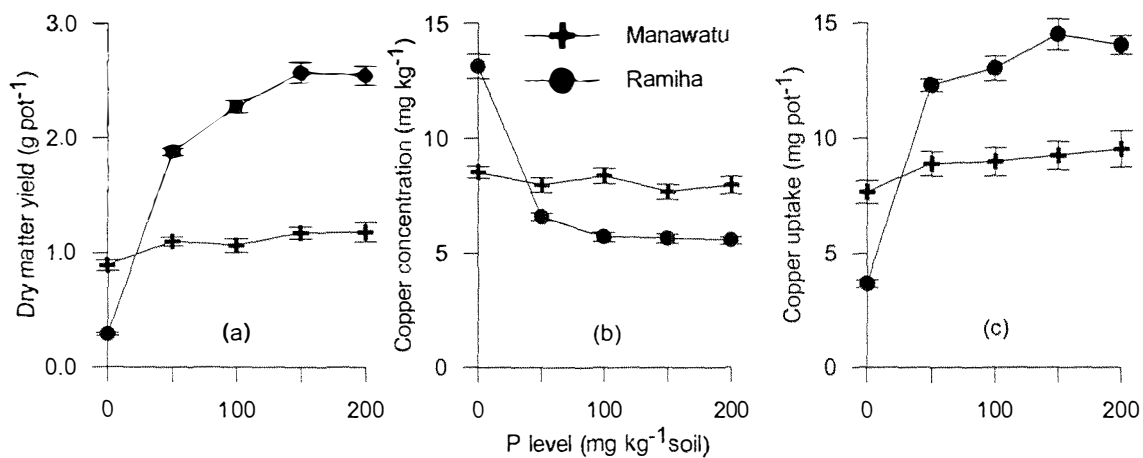 Dry matter yield (g pot-1)
3.0
2.0
1.0
0.0
(a)
0
100
200
Copper concentration (mg kg-1)
15
10
5
0
(b)
0
100
200
Manawatu
Ramiha
Copper uptake (mg pot-1)
15
10
5
0
(c)
0
100
200
P level (mg kg-1 soil)